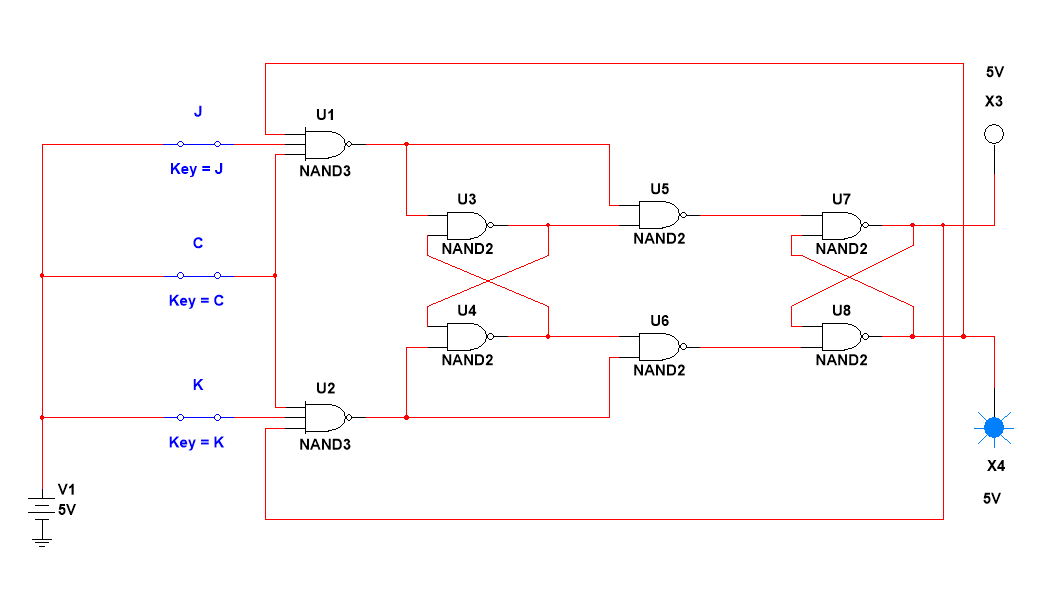 5V
X3
J
U1
Key = J
NAND3
U3
U5
U7
NAND2
NAND2
NAND2
C
Key = C
U4
U6
U8
NAND2
NAND2
NAND2
K
U2
Key = K
NAND3
X4
V1
5V
5V